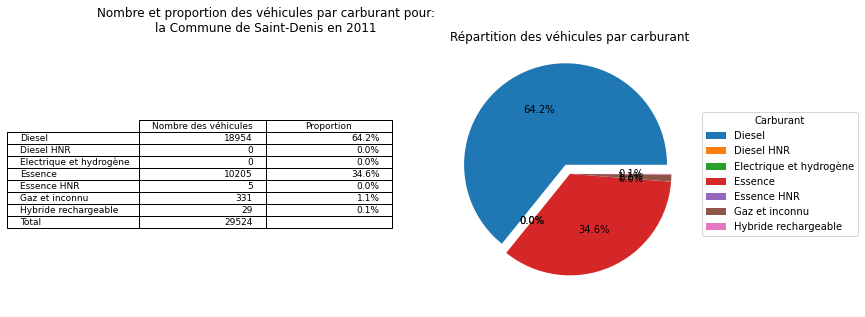 Nombre et proportion des véhicules par carburant pour:
la Commune de Saint-Denis en 2011
Nombre des véhicules Proportion
Diesel 18954 64.2%
Diesel HNR 0 0.0%
Electrique et hydrogène 0 0.0%
Essence 10205 34.6%
Essence HNR 5 0.0%
Gaz et inconnu 331 1.1%
Hybride rechargeable 29 0.1%
Total 29524
Répartition des véhicules par carburant
64.2%
0.0%
34.6%
0.1%
Carburant
Diesel
Diesel HNR
Electrique et hydrogène
Essence
Essence HNR
Gaz et inconnu
Hybride rechargeable